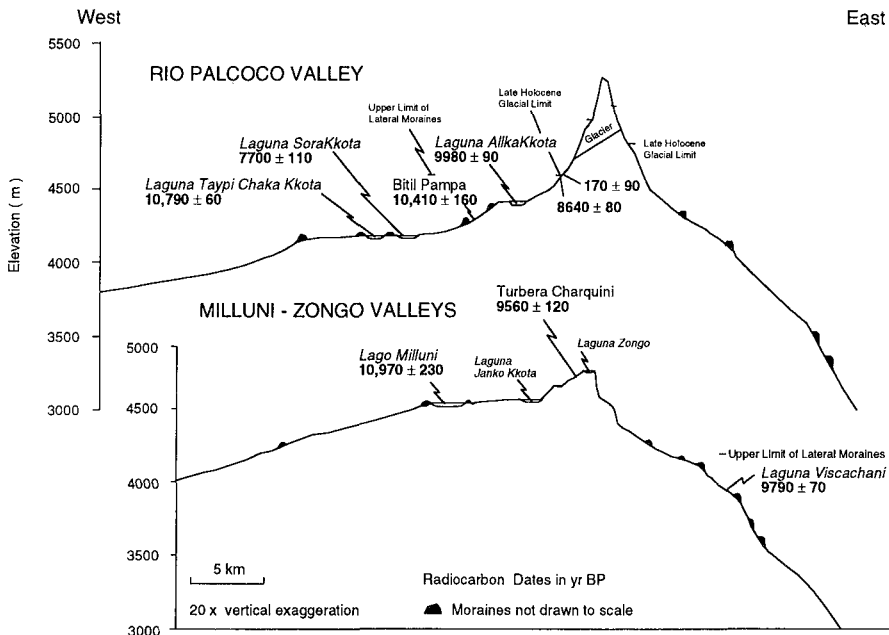 West
East
5500
5000
4500
4000
3500
3000
Elevation ( m )
RIO PALCOCO VALLEY
Laguna SoraKkota
7700 ± 110
Laguna Taypi Chaka Kkota
10,790 ± 60
Upper Limit of
Lateral Moraines
Bitil Pampa
10,410 ± 160
Laguna AllkaKkota
9980 ± 90
Late Holocene
Glacial Limit
Glacier
Late Holocene
Glacial Limit
170 ± 90
8640 ± 80
MILLUNI - ZONGO VALLEYS
5000
4500
4000
3500
3000
Lago Milluni
10,970 ± 230
Laguna
Janko Kkota
Turbera Charquini
9560 ± 120
Laguna Zongo
Upper Limit of Lateral Moraines
Laguna Viscachani
9790 ± 70
5 km
20 x vertical exaggeration
Radiocarbon Dates in yr BP
Moraines not drawn to scale